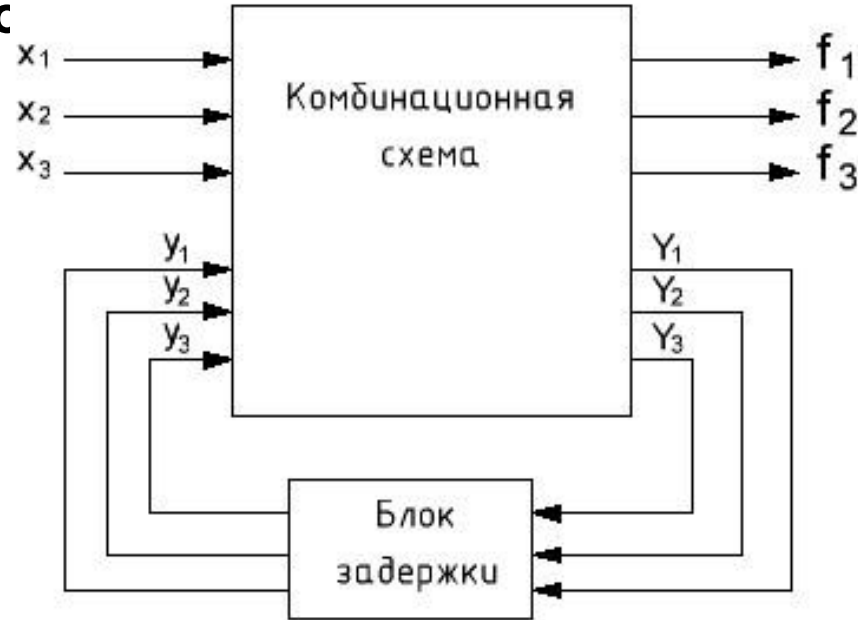 x₁
x₂
x₃
Комбинационная
схема
f₁
f₂
f₃
y₁
y₂
y₃
Y₁
Y₂
Y₃
Блок
задержки